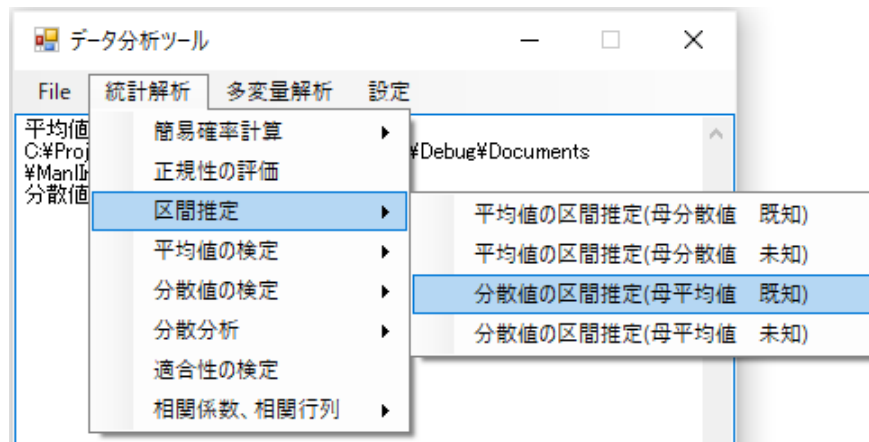 データ分析ツール
File 統計解析 多変量解析 設定
平均値
C:¥Proj
¥Debug¥Documents
分散値
簡易確率計算
正規性の評価
区間推定
平均値の検定
分散値の検定
分散分析
適合性の検定
相関係数、相関行列
平均値の区間推定(母分散値 既知)
平均値の区間推定(母分散値 未知)
分散値の区間推定(母平均値 既知)
分散値の区間推定(母平均値 未知)